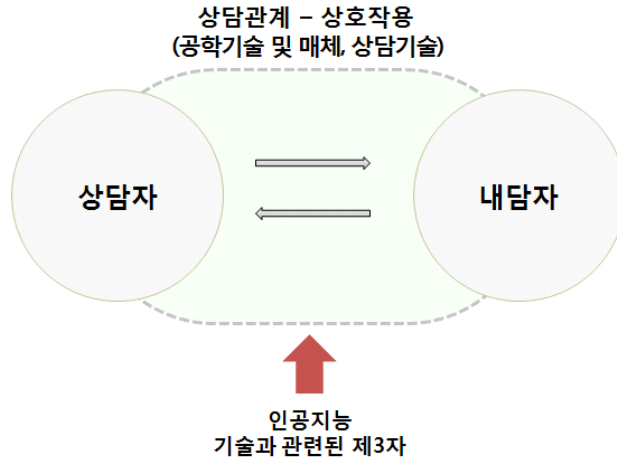 상담관계 – 상호작용
(공학기술 및 매체, 상담기술)
상담자
내담자
인공지능
기술과 관련된 제3자